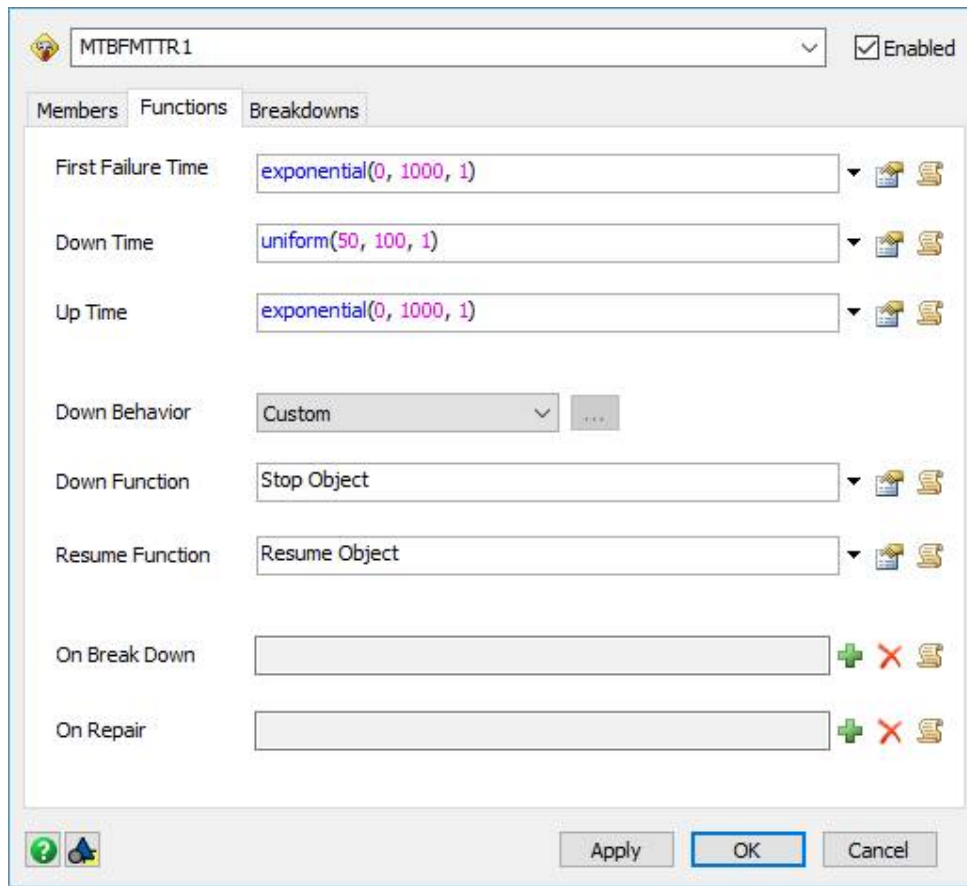 MTBFMTTR1
Enabled
Members Functions Breakdowns
First Failure Time exponential(0, 1000, 1)
Down Time uniform(50, 100, 1)
Up Time exponential(0, 1000, 1)
Down Behavior Custom ...
Down Function Stop Object
Resume Function Resume Object
On Break Down
On Repair
? Apply OK Cancel